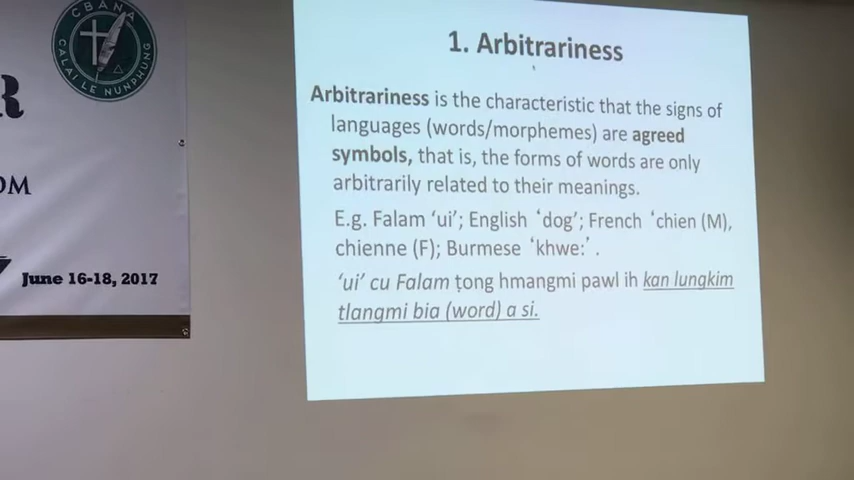 CBANA
CALAI LE NUNPHUNG
R
OM
June 16-18, 2017
1. Arbitrariness
Arbitrariness is the characteristic that the signs of
languages (words/morphemes) are agreed
symbols, that is, the forms of words are only
arbitrarily related to their meanings.
E.g. Falam ‘ui’; English ‘dog’; French ‘chien (M),
chienne (F); Burmese ‘khwe:’ .
‘ui’ cu Falam ṭong hmangmi pawl ih kan lungkim
tlangmi bia (word) a si.